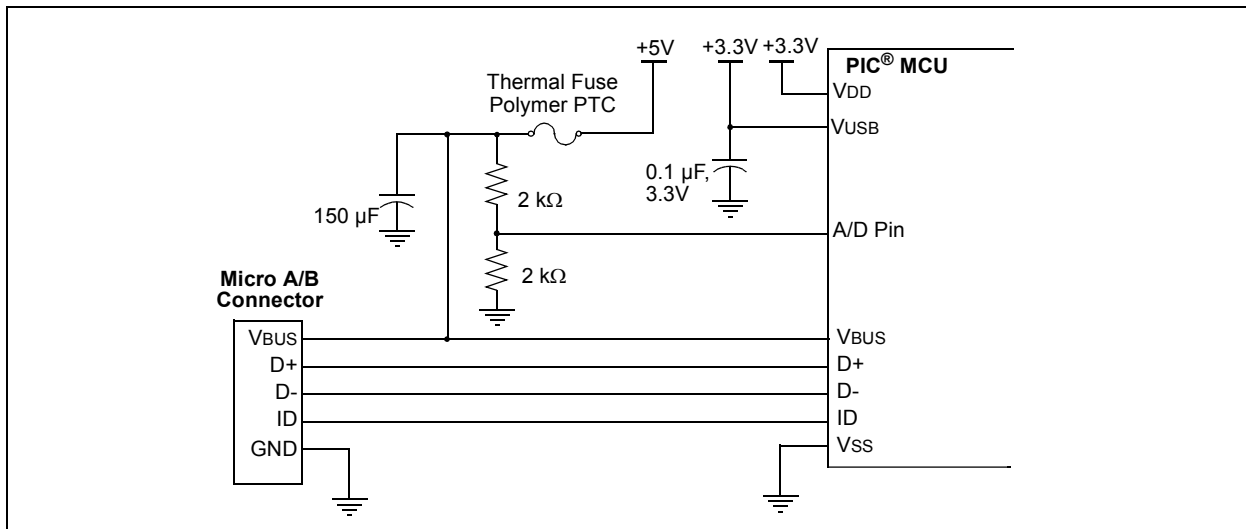 +5V
+3.3V
+3.3V
PIC® MCU
Thermal Fuse
Polymer PTC
VDD
VUSB
0.1 µF,
3.3V
2 kΩ
150 µF
A/D Pin
2 kΩ
Micro A/B
Connector
VBUS
D+
D-
ID
GND
VBUS
D+
D-
ID
VSS